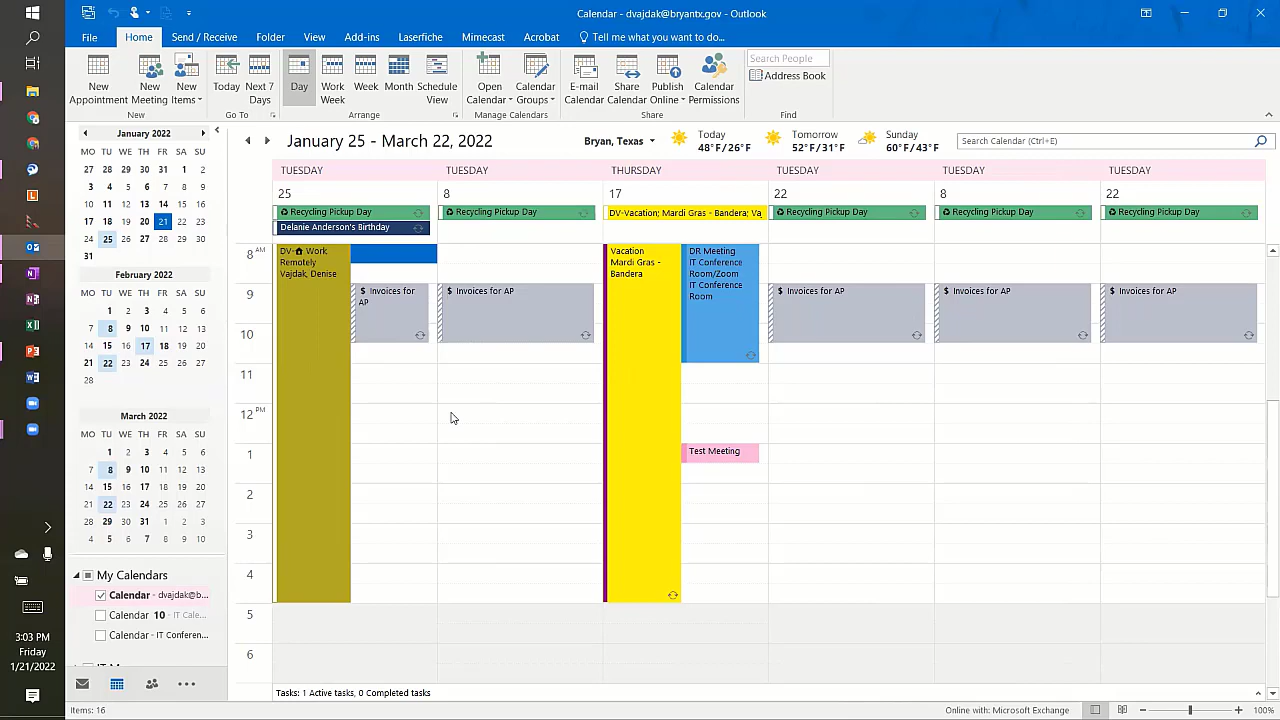 Calendar - dvajdak@bryantx.gov - Outlook
File Home Send / Receive Folder View Add-ins Laserfiche Mimecast Acrobat Tell me what you want to do...
New Appointment
New Meeting
New Items
Today
Next 7 Days
Day
Work Week
Week
Month
Schedule View
Open Calendar
Calendar Groups
E-mail Calendar
Share Calendar
Publish Online
Calendar Permissions
Search People
Address Book
New Go To Arrange Manage Calendars Share Find
January 2022
MO TU WE TH FR SA SU
27 28 29 30 31 1 2
3 4 5 6 7 8 9
10 11 12 13 14 15 16
17 18 19 20 21 22 23
24 25 26 27 28 29 30
31
February 2022
MO TU WE TH FR SA SU
1 2 3 4 5 6
7 8 9 10 11 12 13
14 15 16 17 18 19 20
21 22 23 24 25 26 27
28
March 2022
MO TU WE TH FR SA SU
1 2 3 4 5 6
7 8 9 10 11 12 13
14 15 16 17 18 19 20
21 22 23 24 25 26 27
28 29 30 31 1 2 3
4 5 6 7 8 9 10
My Calendars
Calendar - dvajdak@b...
Calendar 10 - IT Cale...
Calendar - IT Conferen...
January 25 - March 22, 2022
Bryan, Texas
Today
48°F/26°F
Tomorrow
52°F/31°F
Sunday
60°F/43°F
Search Calendar (Ctrl+E)
TUESDAY TUESDAY THURSDAY TUESDAY TUESDAY TUESDAY
25 8 17 22 8 22
Recycling Pickup Day
Delanie Anderson's Birthday
Recycling Pickup Day
DV-Vacation; Mardi Gras - Bandera; Va
Recycling Pickup Day
Recycling Pickup Day
Recycling Pickup Day
8 AM
9
10
11
12 PM
1
2
3
4
5
6
DV- Work
Remotely
Vajdak, Denise
$ Invoices for
AP
$ Invoices for AP
Vacation
Mardi Gras -
Bandera
DR Meeting
IT Conference
Room/Zoom
IT Conference
Room
Test Meeting
$ Invoices for AP
$ Invoices for AP
$ Invoices for AP
Tasks: 1 Active tasks, 0 Completed tasks
3:03 PM
Friday
1/21/2022
Items: 16
Online with: Microsoft Exchange
100%